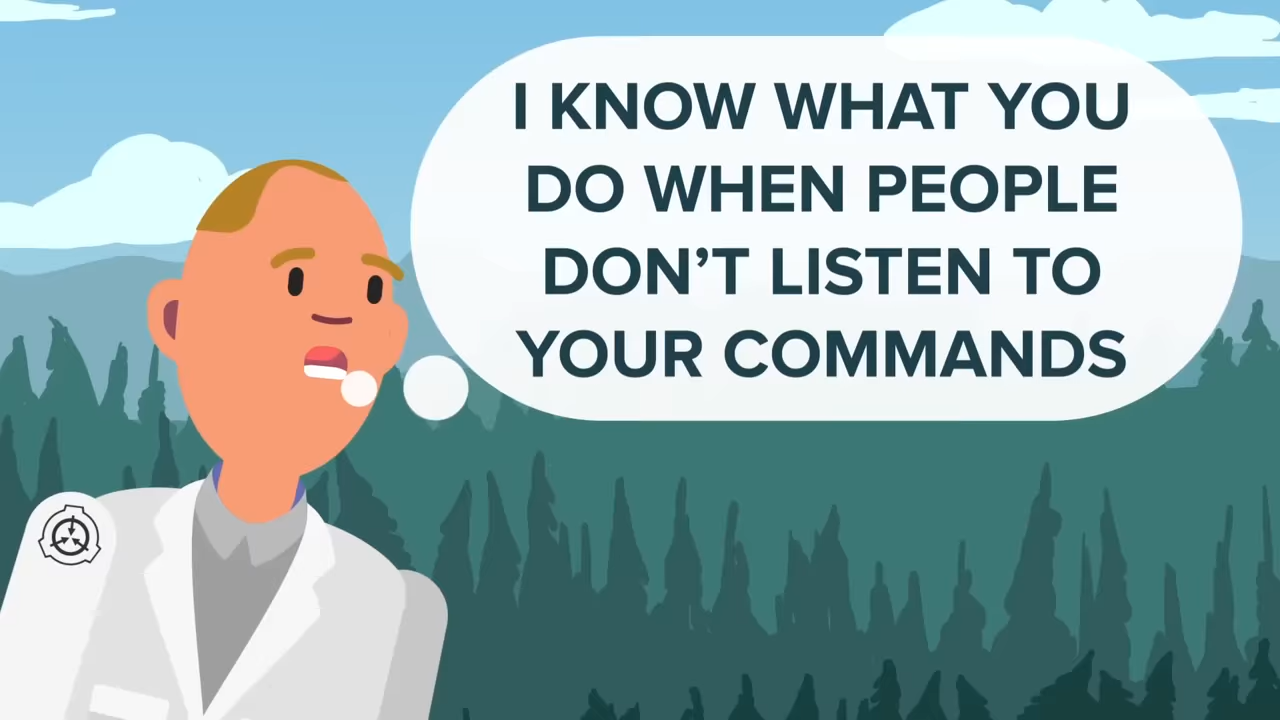 I KNOW WHAT YOU
DO WHEN PEOPLE
DON’T LISTEN TO
YOUR COMMANDS